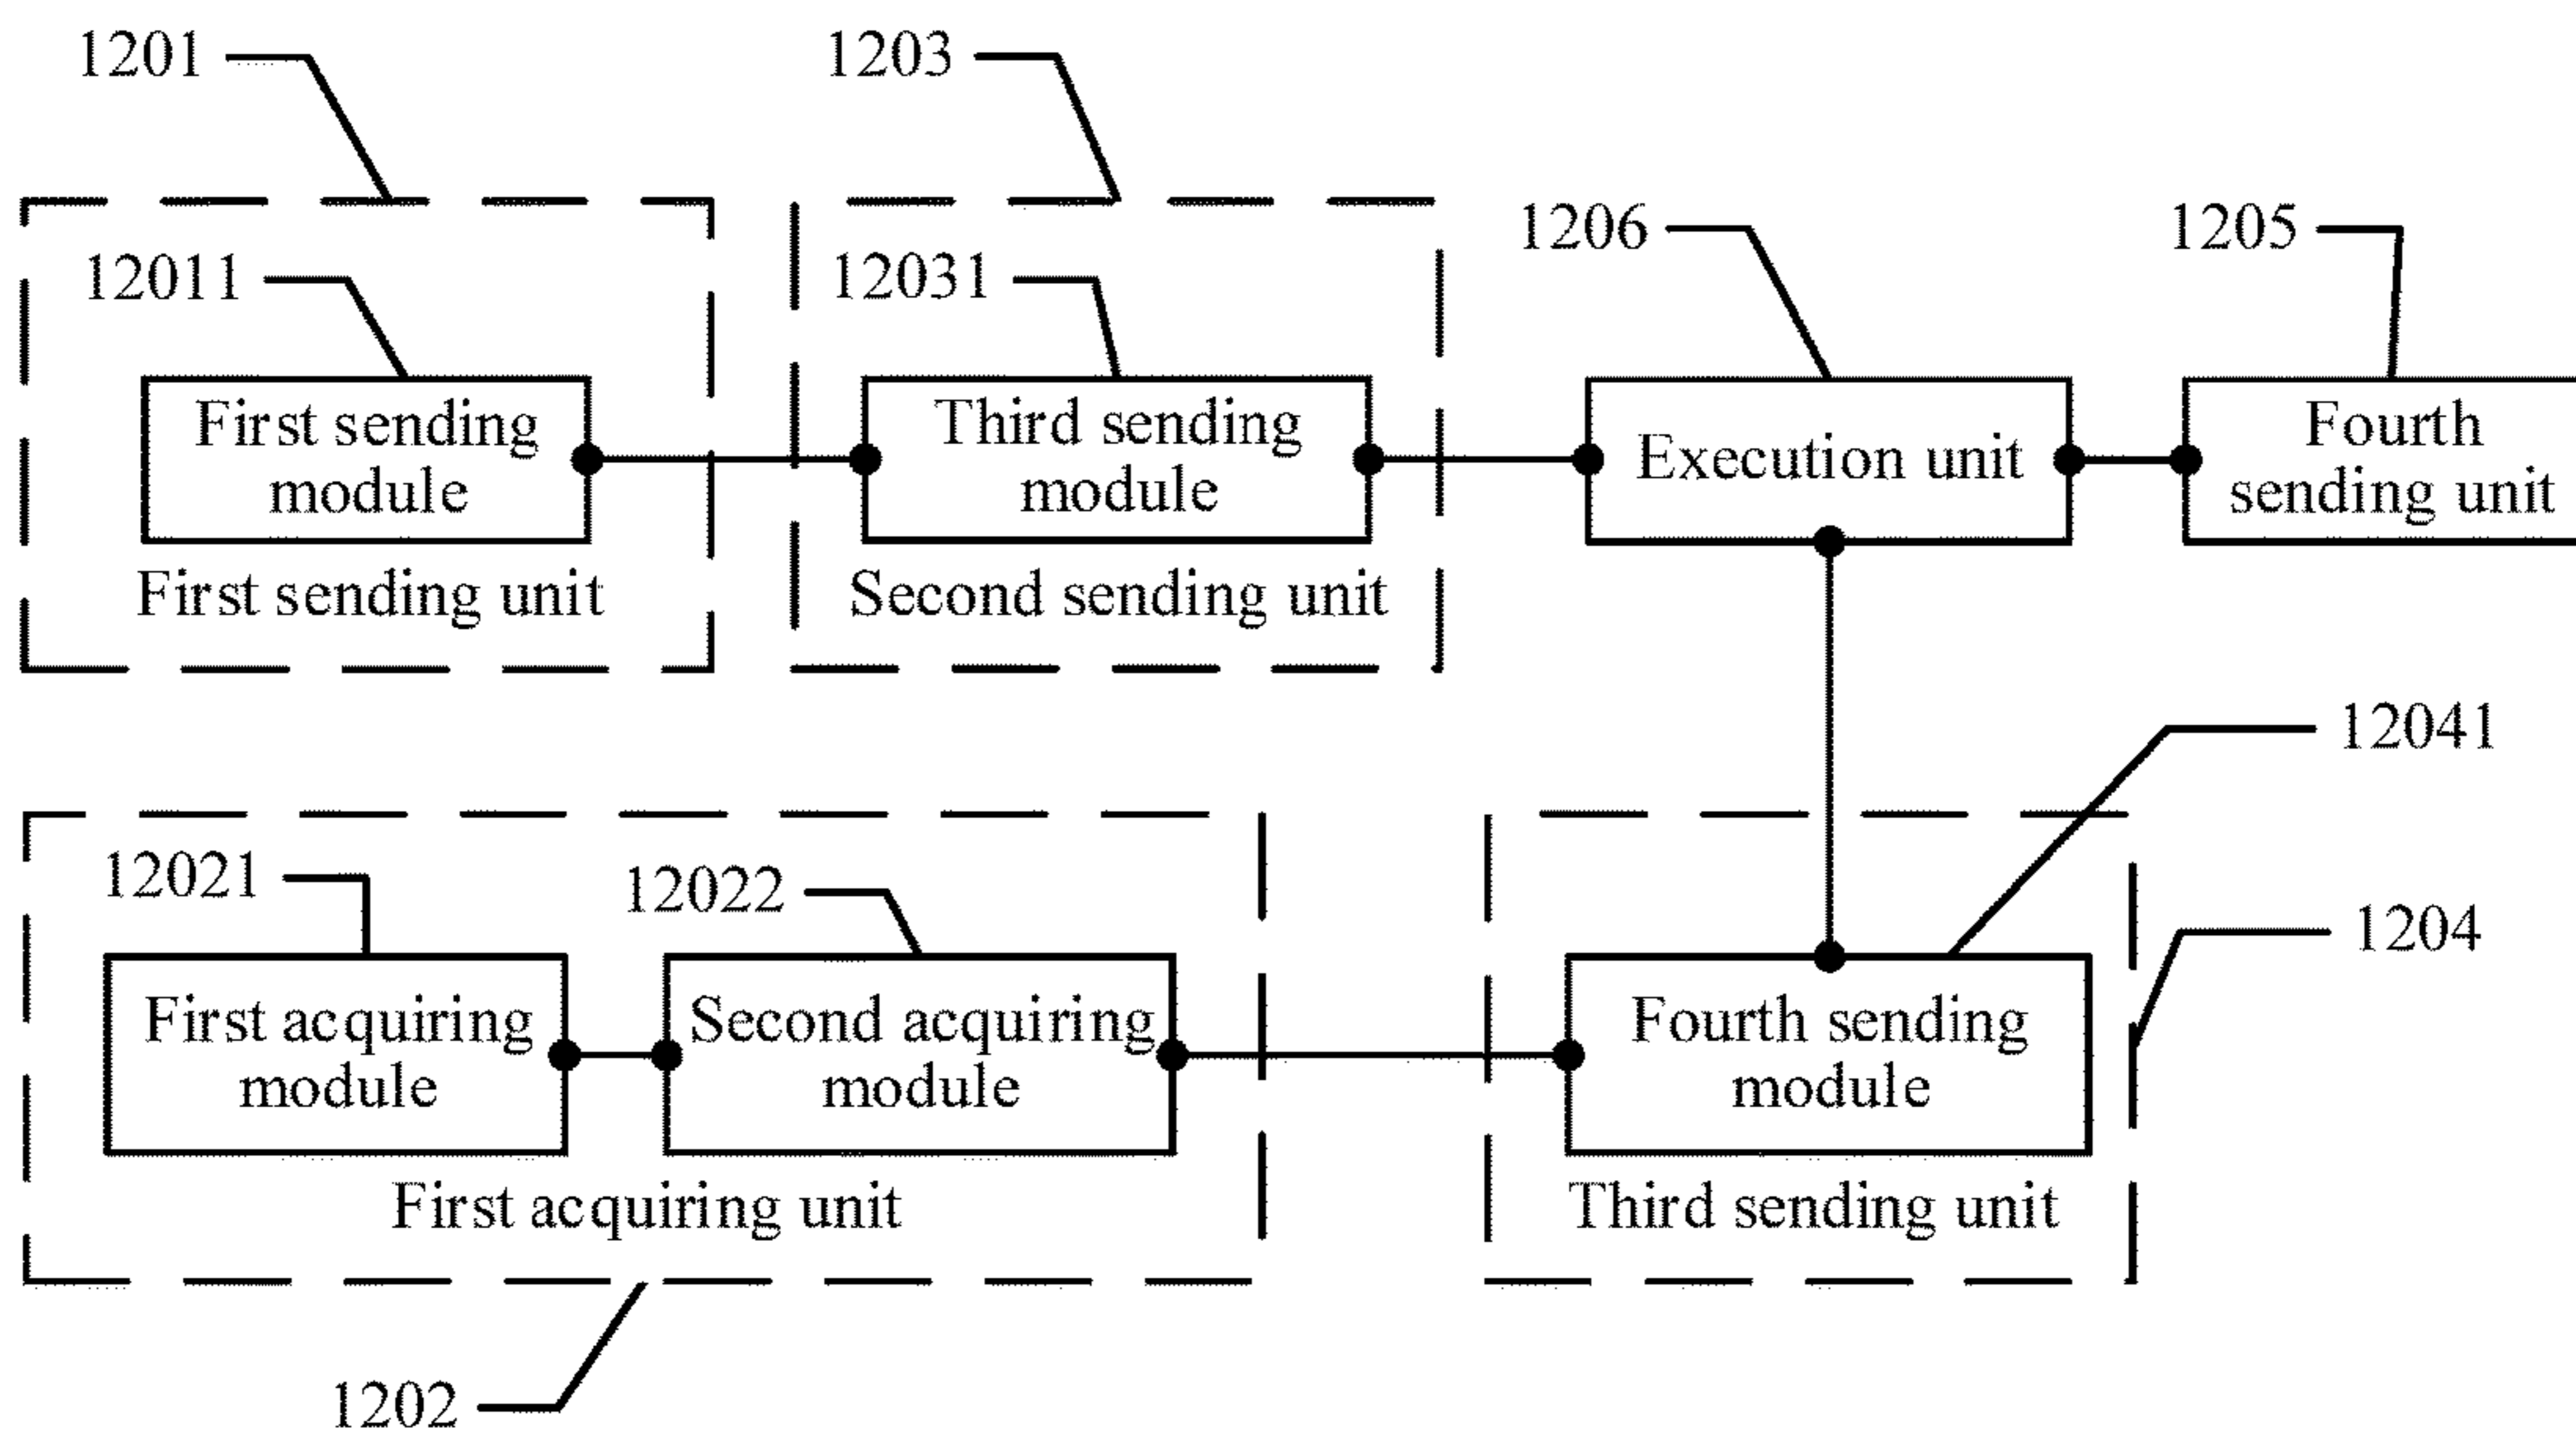 1201
1203
1206
1205
12011
12031
First sending
module
Third sending
module
Execution unit
Fourth
sending unit
First sending unit
Second sending unit
12041
12021
12022
1204
First acquiring
module
Second acquiring
module
Fourth sending
module
First acquiring unit
Third sending unit
1202